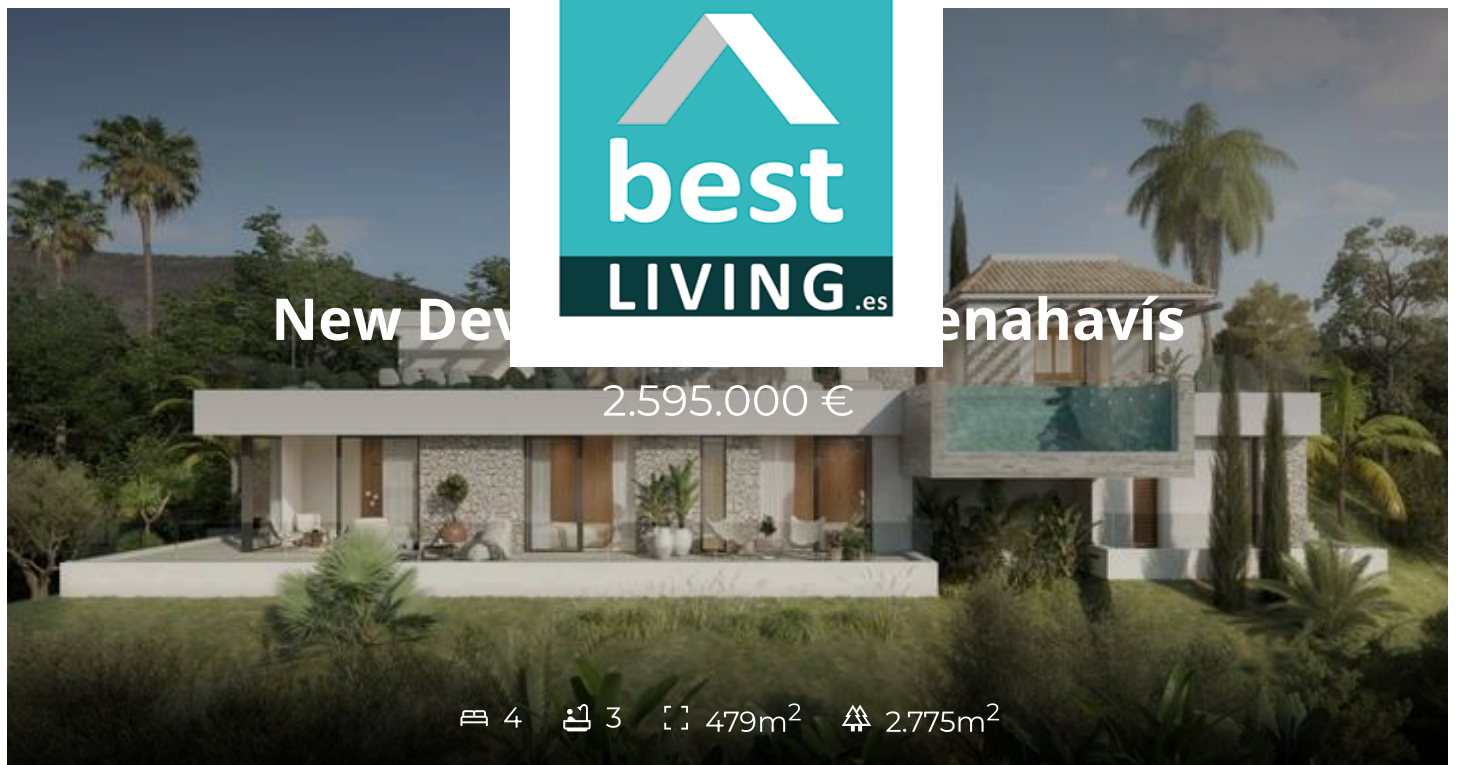 best
LIVING.es
New Dev enahavís
2.595.000 €
4 3 479m² 2.775m²